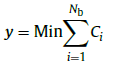 y = Min∑_{i=1}^{N_b} C_i